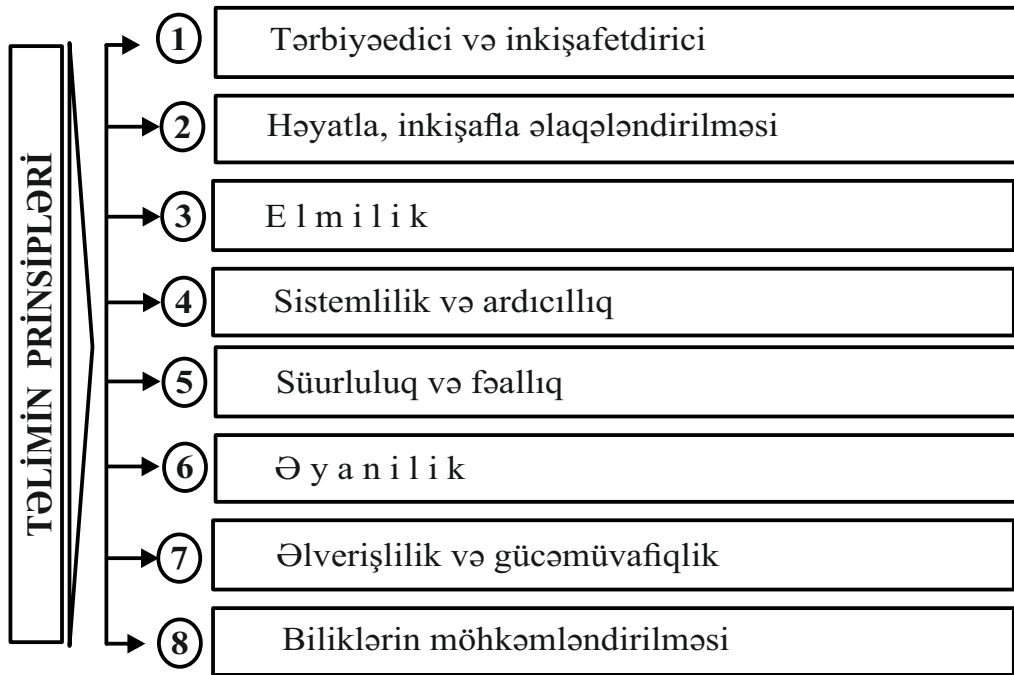 TƏLİMİN PRİNSİPLƏRİ
1 Tərbiyəedici və inkişafetdirici
2 Həyatla, inkişafla əlaqələndirilməsi
3 E l m i l i k
4 Sistemlilik və ardıcıllıq
5 Süurluluq və fəallıq
6 Ə y a n i l i k
7 Əlverişlilik və gücəmüvafiqlik
8 Biliklərin möhkəmləndirilməsi